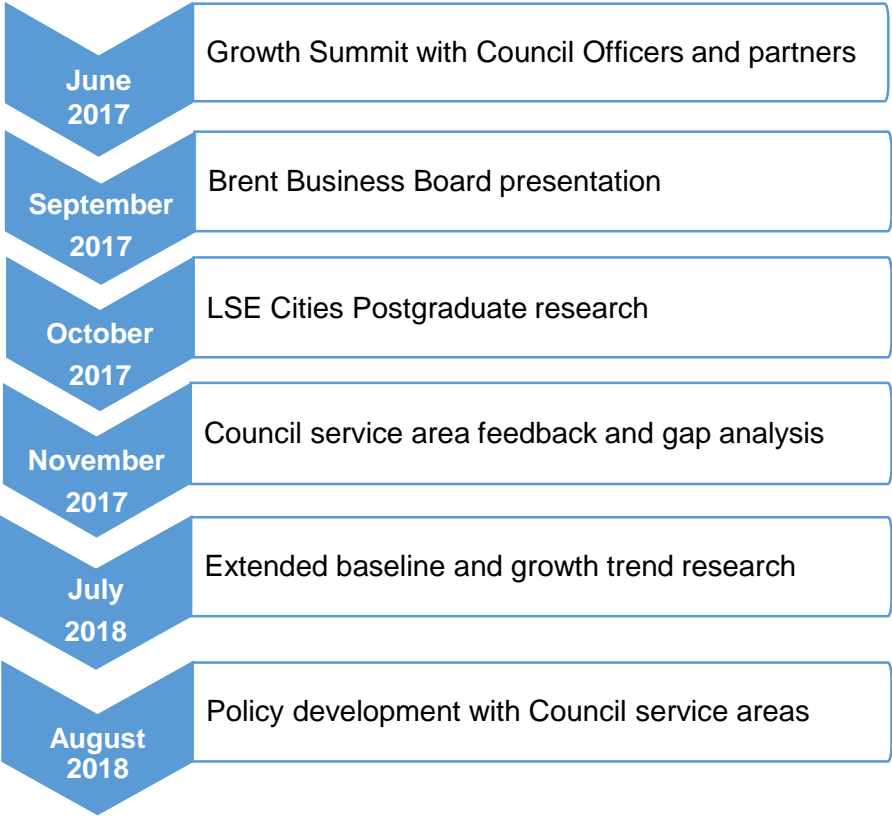 June
2017
Growth Summit with Council Officers and partners
September
2017
Brent Business Board presentation
October
2017
LSE Cities Postgraduate research
November
2017
Council service area feedback and gap analysis
July
2018
Extended baseline and growth trend research
August
2018
Policy development with Council service areas